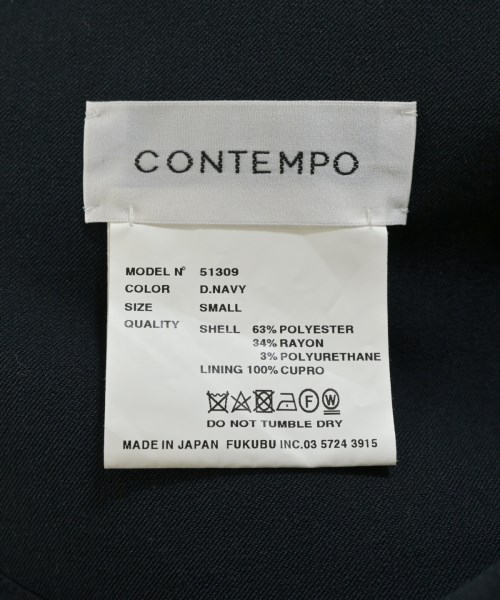 CONTEMPO
MODEL Nº 51309
COLOR D.NAVY
SIZE SMALL
QUALITY SHELL 63% POLYESTER
34% RAYON
3% POLYURETHANE
LINING 100% CUPRO
F W
DO NOT TUMBLE DRY
MADE IN JAPAN FUKUBU INC.03 5724 3915